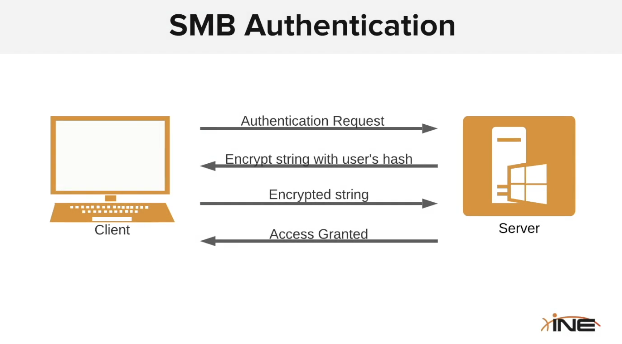 SMB Authentication
Authentication Request
Encrypt string with user's hash
Encrypted string
Access Granted
Client
Server
INE